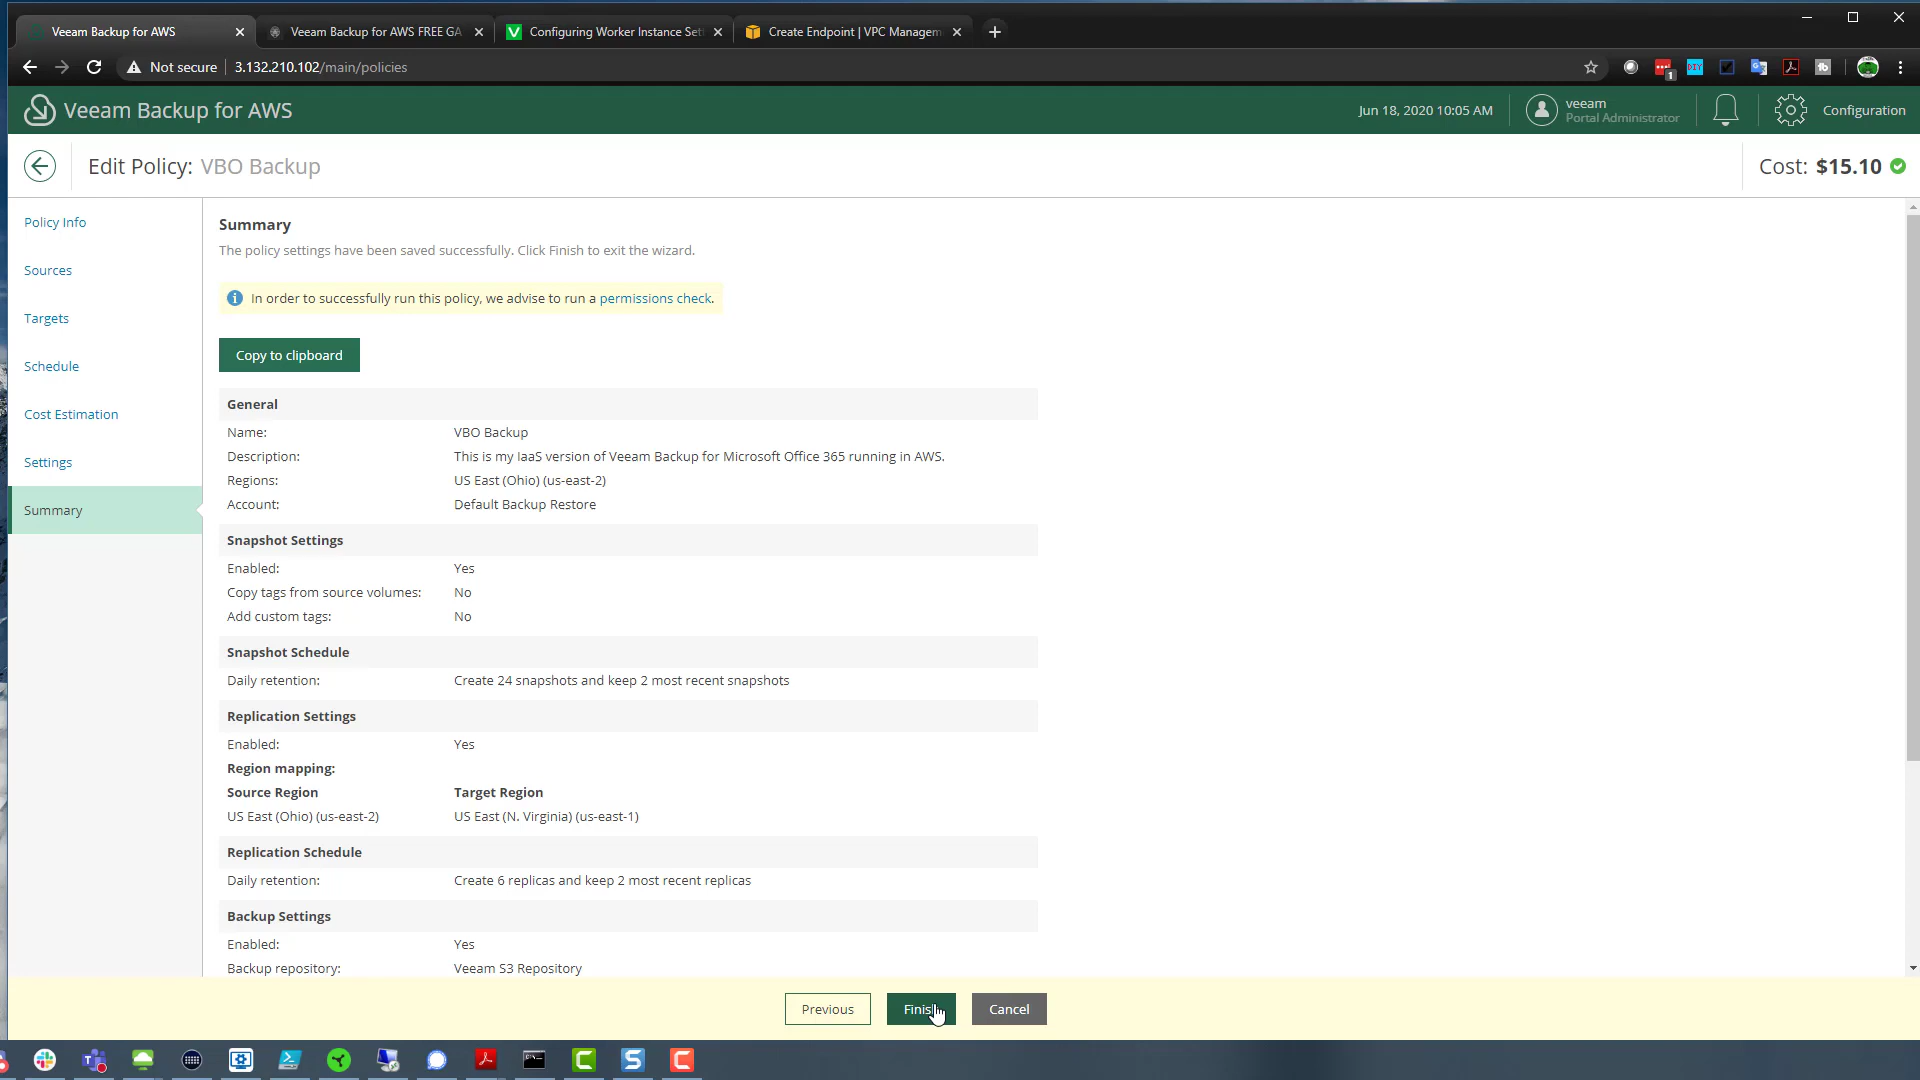 Veeam Backup for AWS
Veeam Backup for AWS FREE GA
Configuring Worker Instance Set
Create Endpoint | VPC Managem
Not secure
3.132.210.102/main/policies
1
DIY
Veeam Backup for AWS
Jun 18, 2020 10:05 AM
veeam
Portal Administrator
Configuration
Edit Policy: VBO Backup
Cost: $15.10
Policy Info
Sources
Targets
Schedule
Cost Estimation
Settings
Summary
Summary
The policy settings have been saved successfully. Click Finish to exit the wizard.
In order to successfully run this policy, we advise to run a permissions check.
Copy to clipboard
General
Name: VBO Backup
Description: This is my IaaS version of Veeam Backup for Microsoft Office 365 running in AWS.
Regions: US East (Ohio) (us-east-2)
Account: Default Backup Restore
Snapshot Settings
Enabled: Yes
Copy tags from source volumes: No
Add custom tags: No
Snapshot Schedule
Daily retention: Create 24 snapshots and keep 2 most recent snapshots
Replication Settings
Enabled: Yes
Region mapping:
Source Region Target Region
US East (Ohio) (us-east-2) US East (N. Virginia) (us-east-1)
Replication Schedule
Daily retention: Create 6 replicas and keep 2 most recent replicas
Backup Settings
Enabled: Yes
Backup repository: Veeam S3 Repository
Previous
Finish
Cancel